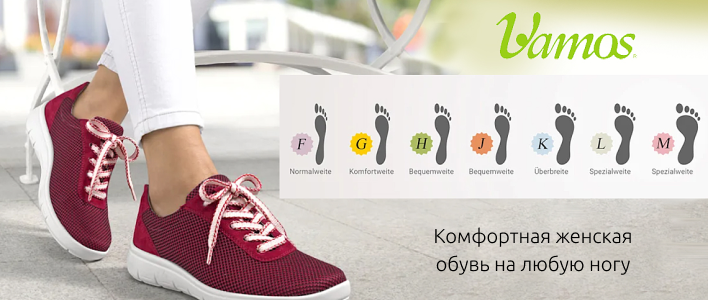 Vamos
F G H J K L M
Normalweite Komfortweite Bequemweite Bequemweite Überbreite Spezialweite Spezialweite
Комфортная женская
обувь на любую ногу